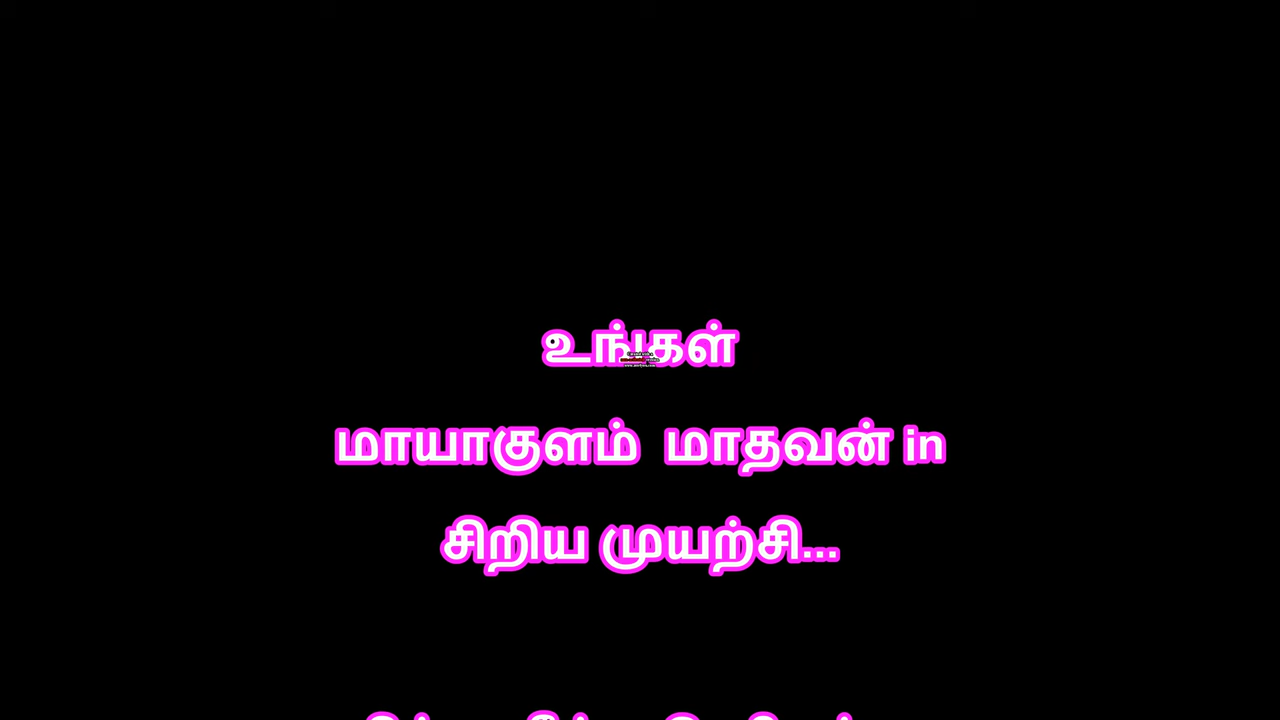 உங்கள்
மாயாகுளம் மாதவன் in
சிறிய முயற்சி...